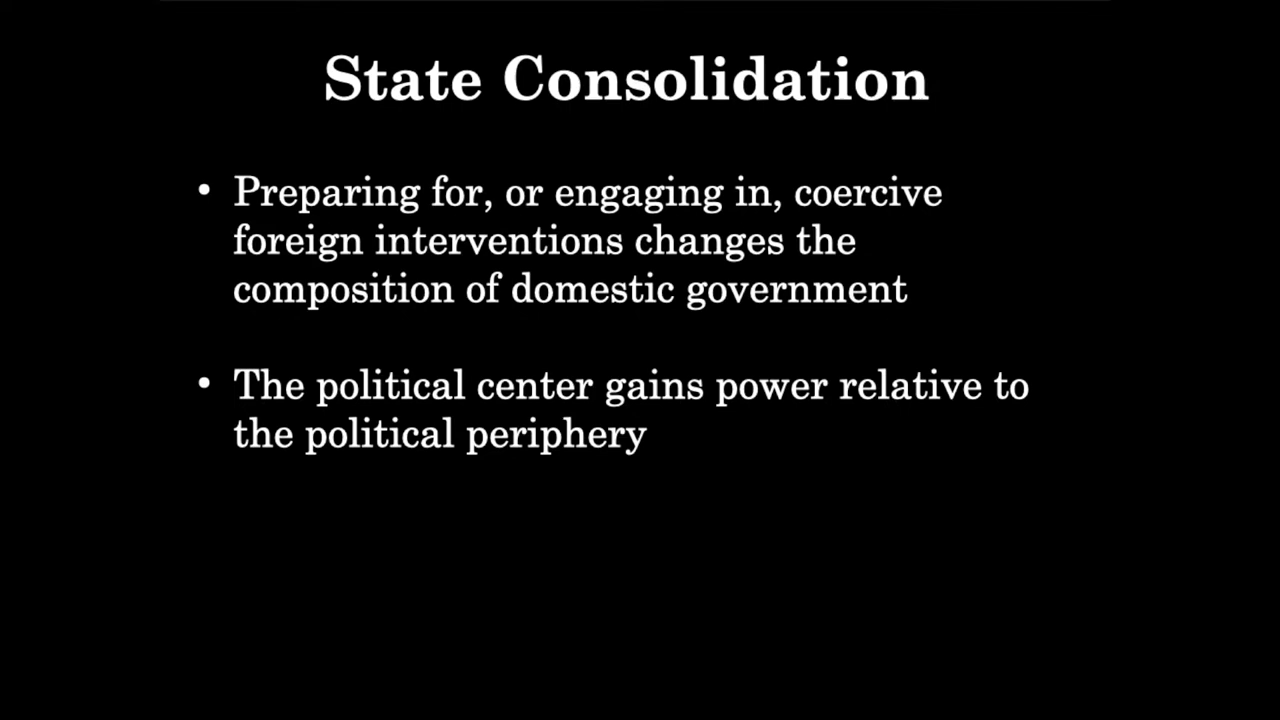 State Consolidation
• Preparing for, or engaging in, coercive
foreign interventions changes the
composition of domestic government
• The political center gains power relative to
the political periphery